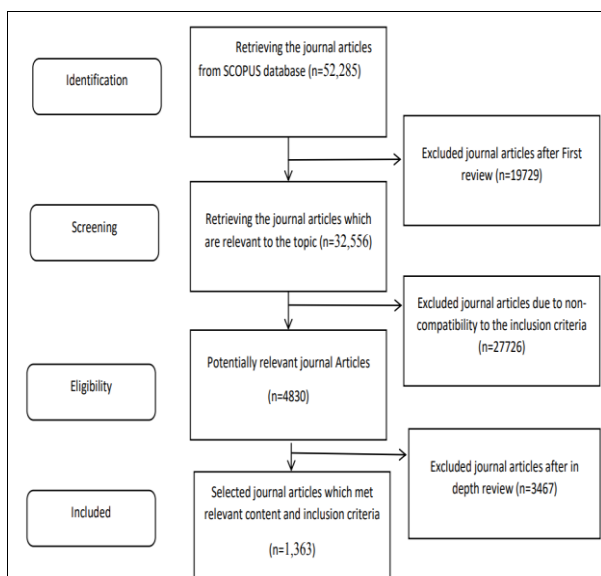 Identification
Retrieving the journal articles
from SCOPUS database (n=52,285)
Excluded journal articles after First
review (n=19729)
Screening
Retrieving the journal articles which
are relevant to the topic (n=32,556)
Excluded journal articles due to non-
compatibility to the inclusion criteria
(n=27726)
Eligibility
Potentially relevant journal Articles
(n=4830)
Excluded journal articles after in
depth review (n=3467)
Included
Selected journal articles which met
relevant content and inclusion criteria
(n=1,363)